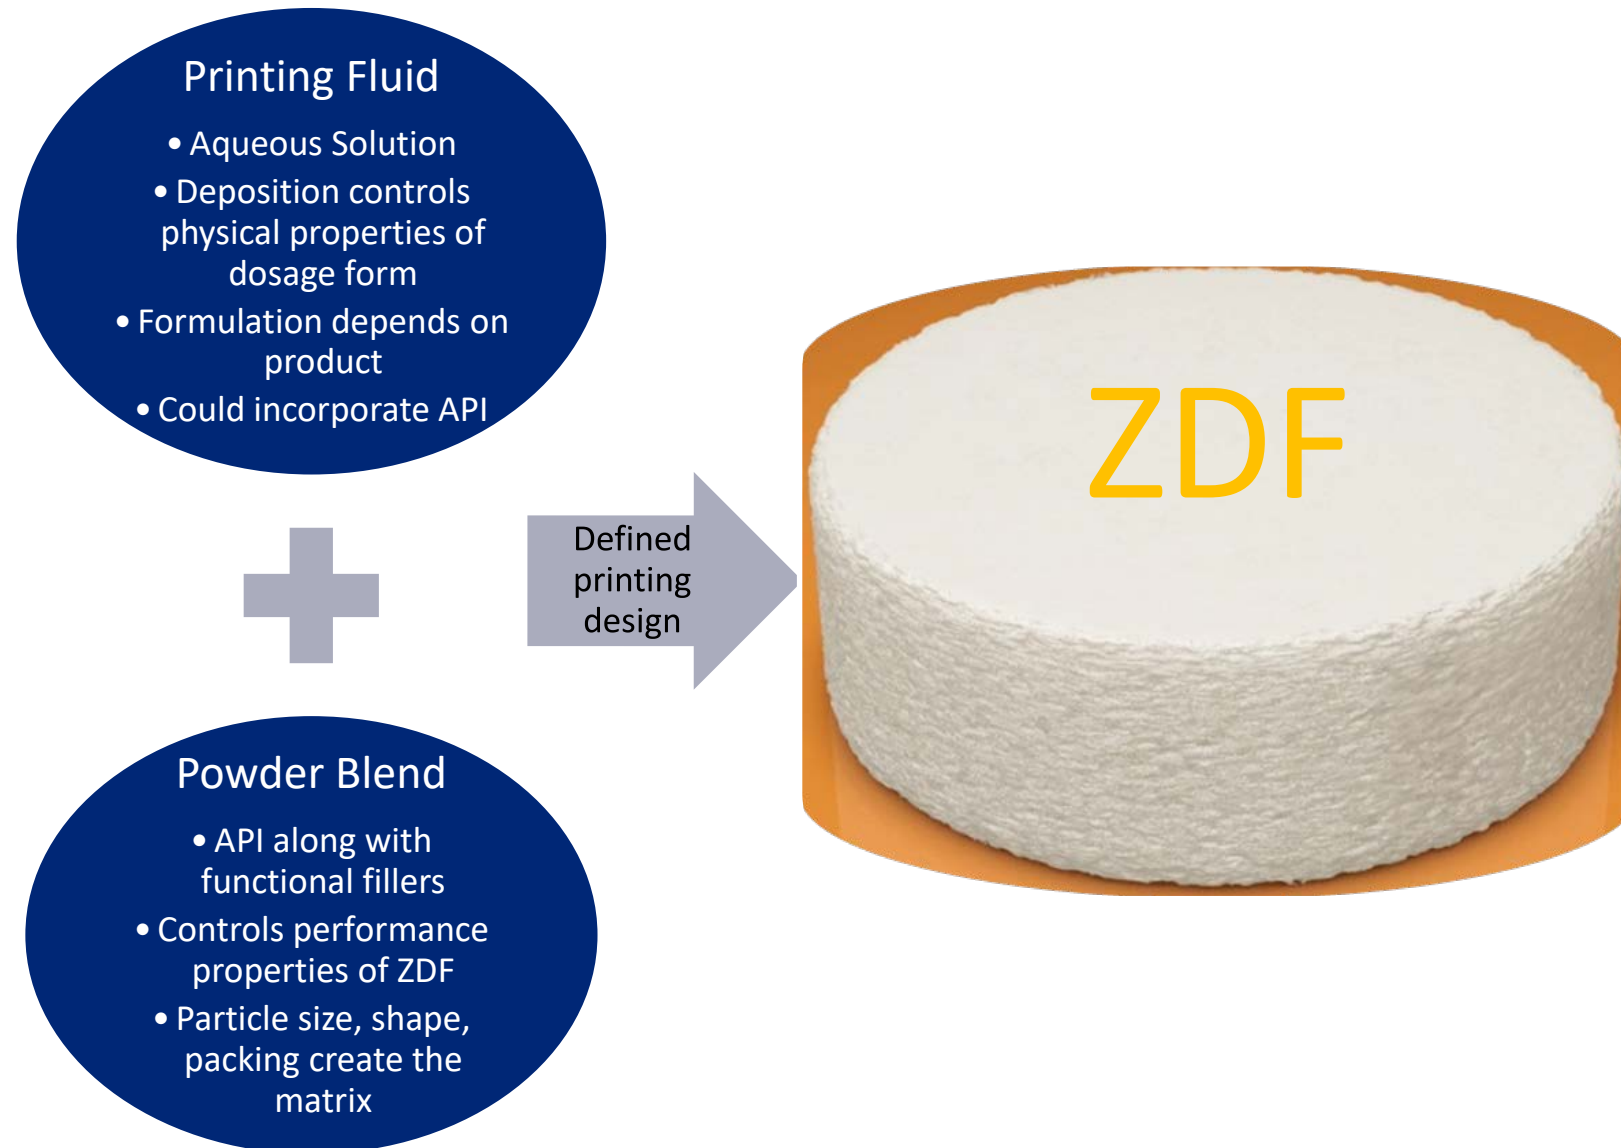 Printing Fluid
• Aqueous Solution
• Deposition controls
physical properties of
dosage form
• Formulation depends on
product
• Could incorporate API
Defined
printing
design
ZDF
Powder Blend
• API along with
functional fillers
• Controls performance
properties of ZDF
• Particle size, shape,
packing create the
matrix